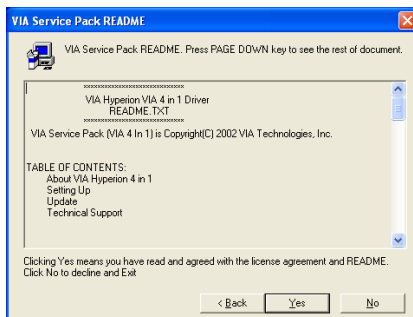 VIA Service Pack README
VIA Service Pack README. Press PAGE DOWN key to see the rest of document.
****************************
VIA Hyperion VIA 4 in 1 Driver
README.TXT
****************************
VIA Service Pack (VIA 4 In 1) is Copyright(C) 2002 VIA Technologies, Inc.
TABLE OF CONTENTS:
About VIA Hyperion 4 in 1
Setting Up
Update
Technical Support
Clicking Yes means you have read and agreed with the license agreement and README.
Click No to decline and Exit
< Back
Yes
No